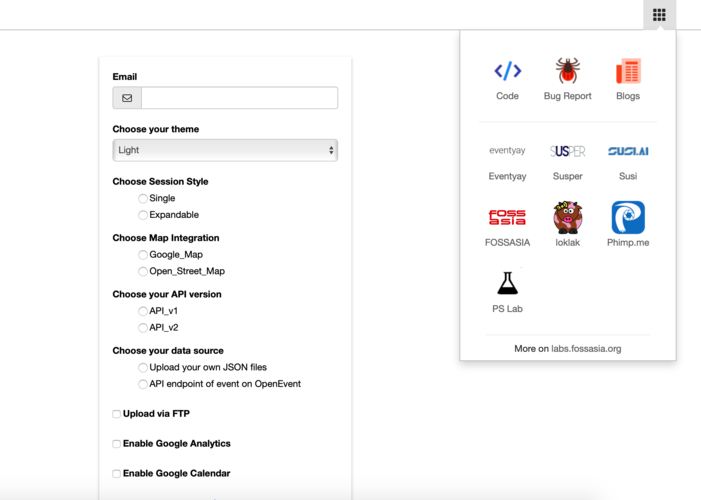 Email
Choose your theme
Light
Choose Session Style
Single
Expandable
Choose Map Integration
Google_Map
Open_Street_Map
Choose your API version
API_v1
API_v2
Choose your data source
Upload your own JSON files
API endpoint of event on OpenEvent
Upload via FTP
Enable Google Analytics
Enable Google Calendar
Code Bug Report Blogs
eventyay SUSPER SUSI.AI
Eventyay Susper Susi
FOSS
ASIA
FOSSASIA loklak Phimp.me
PS Lab
More on labs.fossasia.org